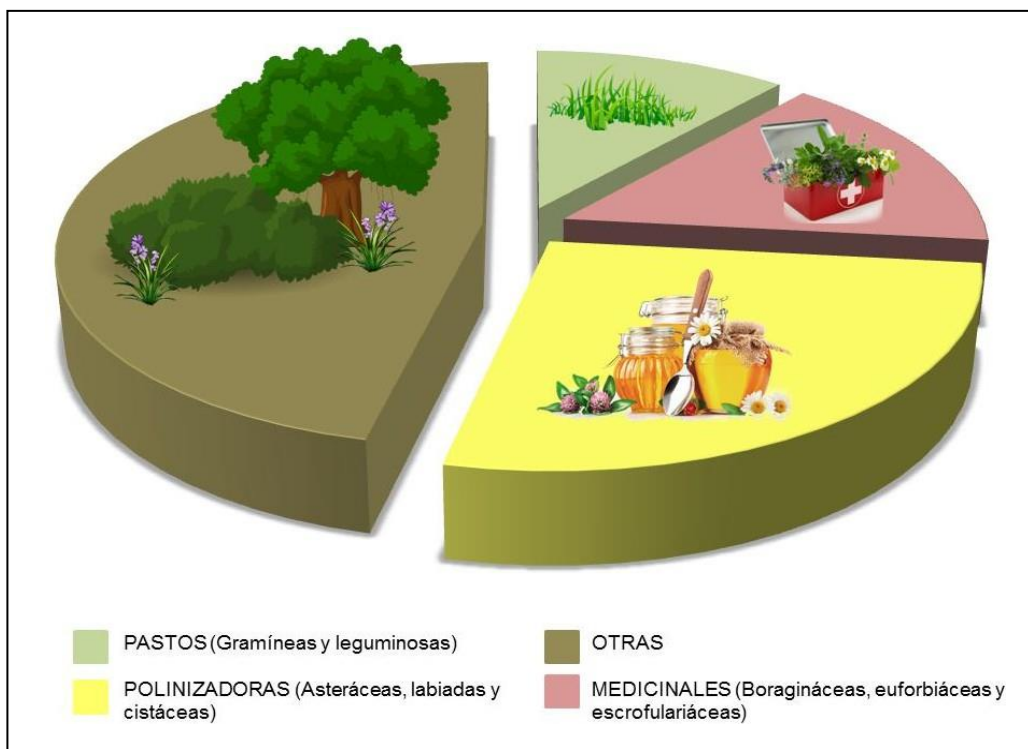 PASTOS (Gramíneas y leguminosas)
OTRAS
POLINIZADORAS (Asteráceas, labiadas y
cistáceas)
MEDICINALES (Boragináceas, euforbiáceas y
escrofulariáceas)